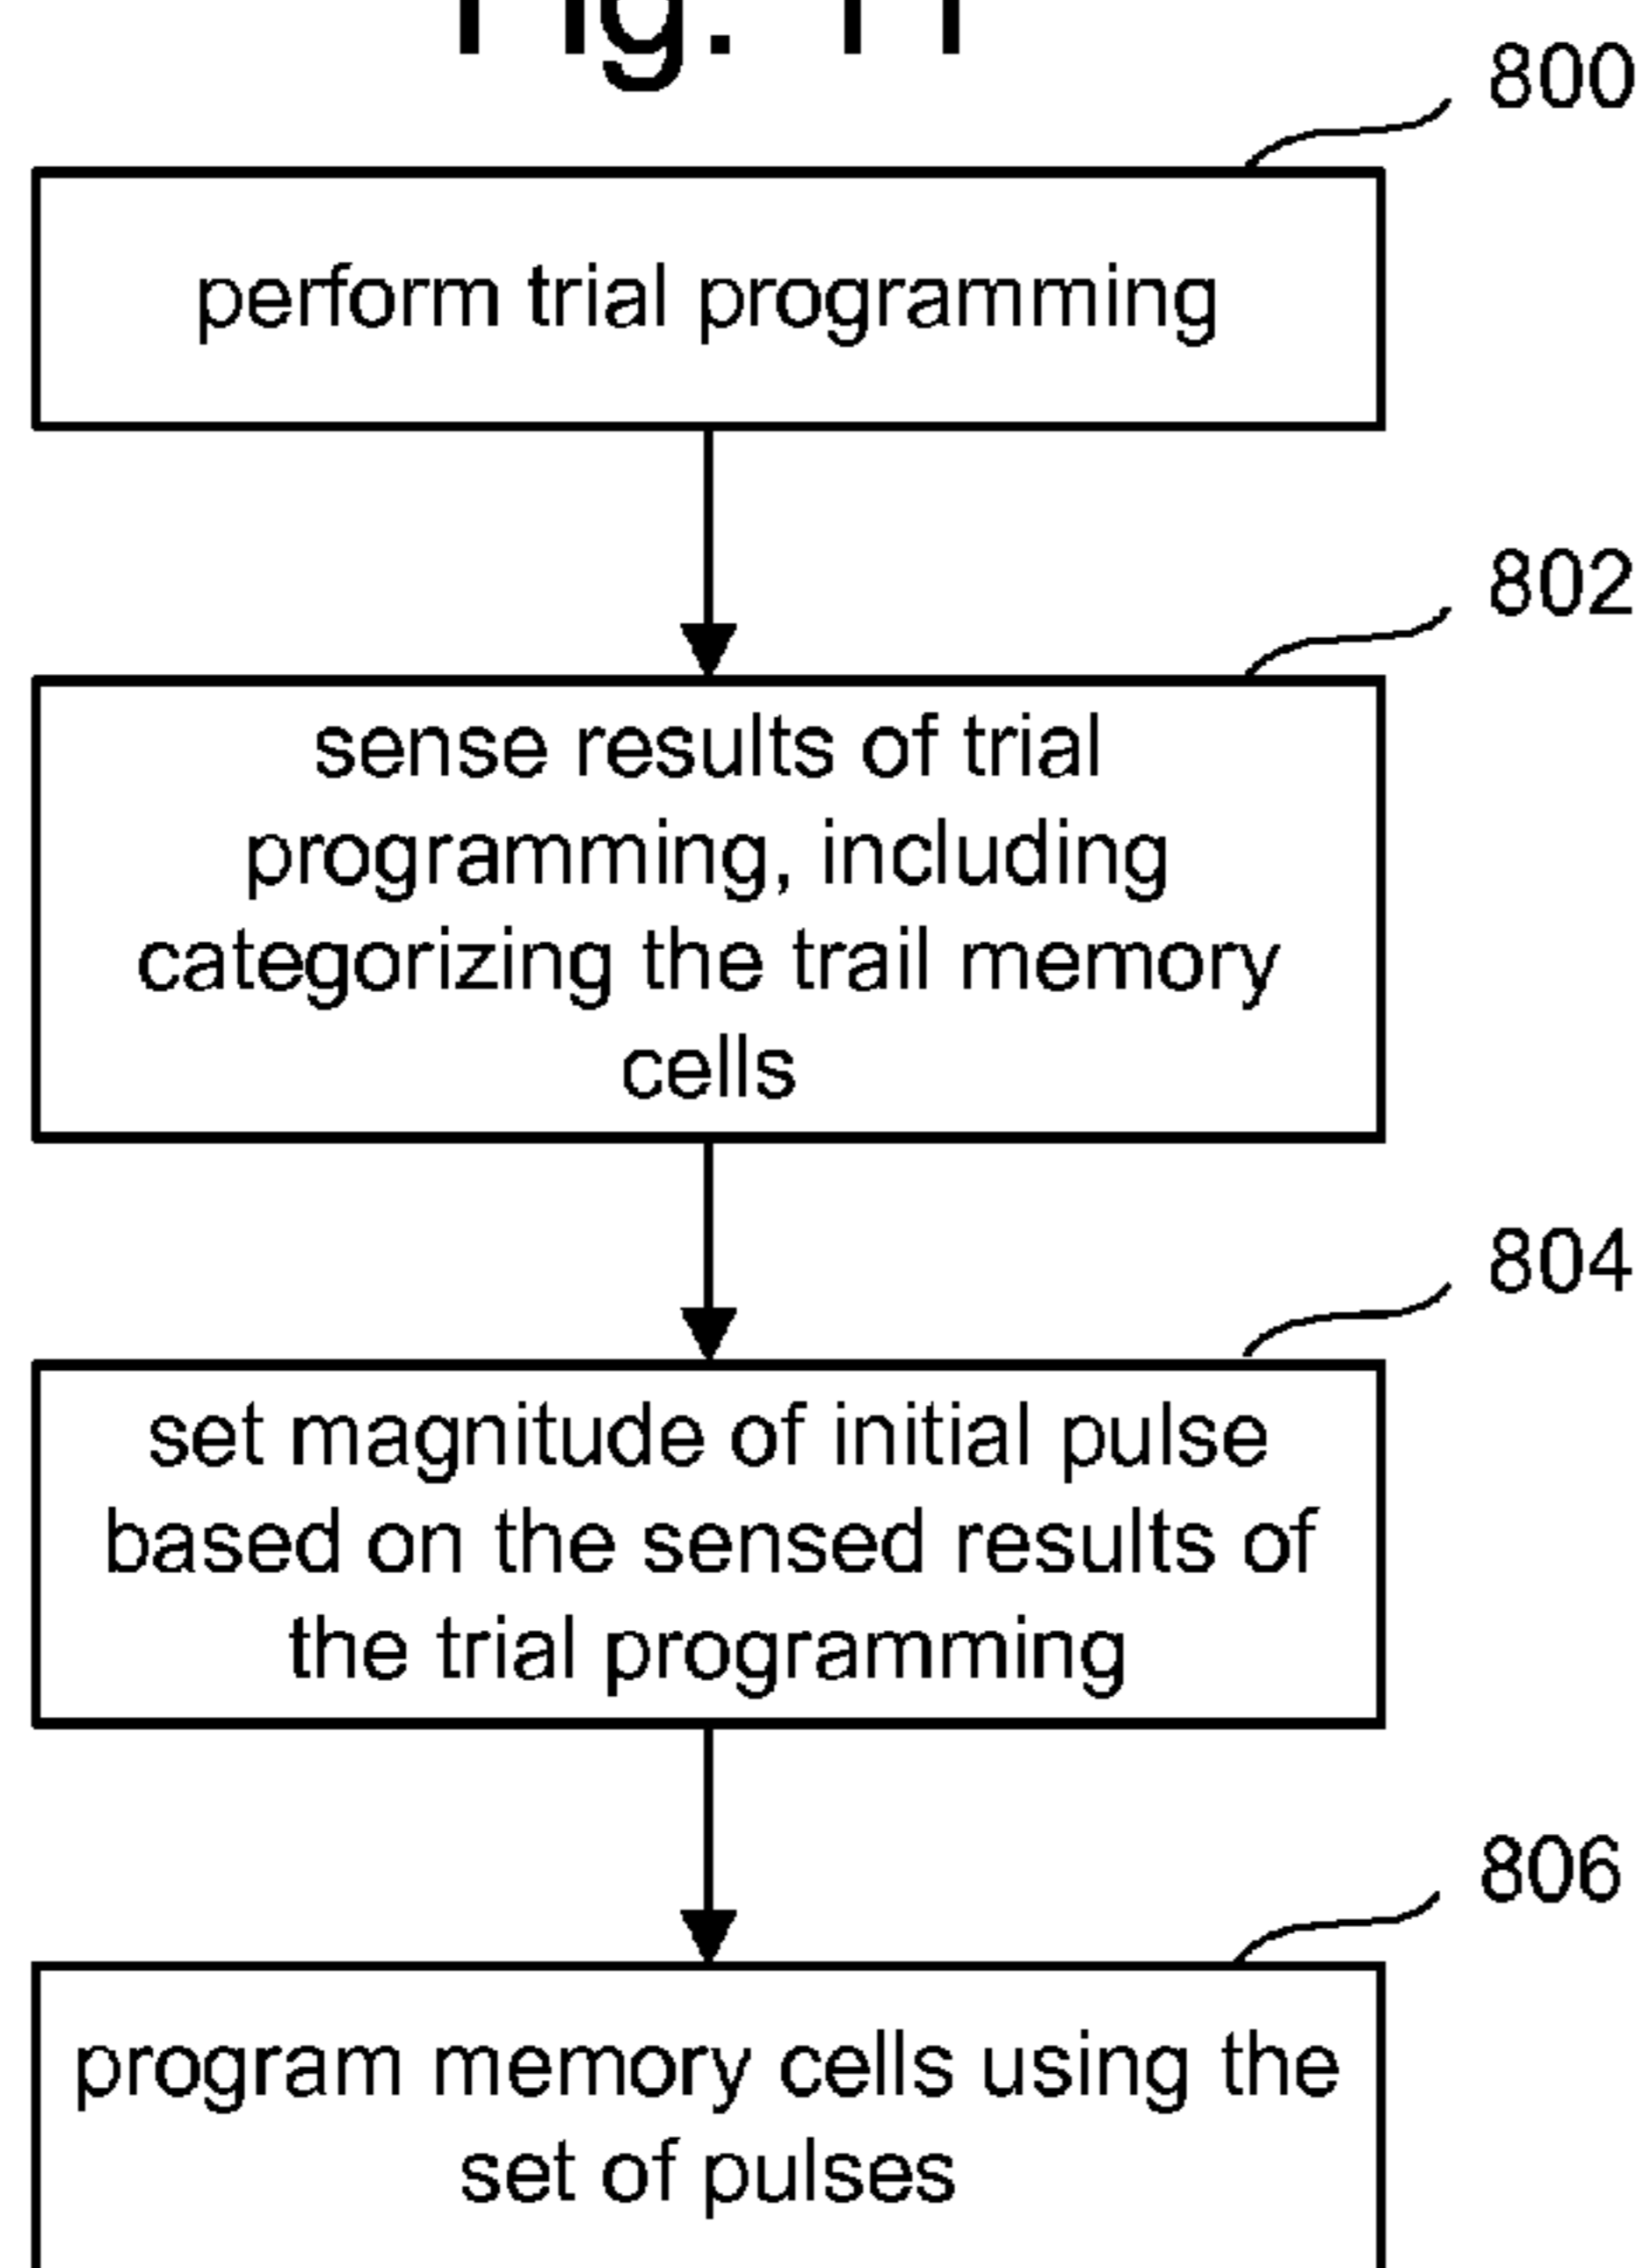 Fig. 11
800
perform trial programming
802
sense results of trial
programming, including
categorizing the trail memory
cells
804
set magnitude of initial pulse
based on the sensed results of
the trial programming
806
program memory cells using the
set of pulses